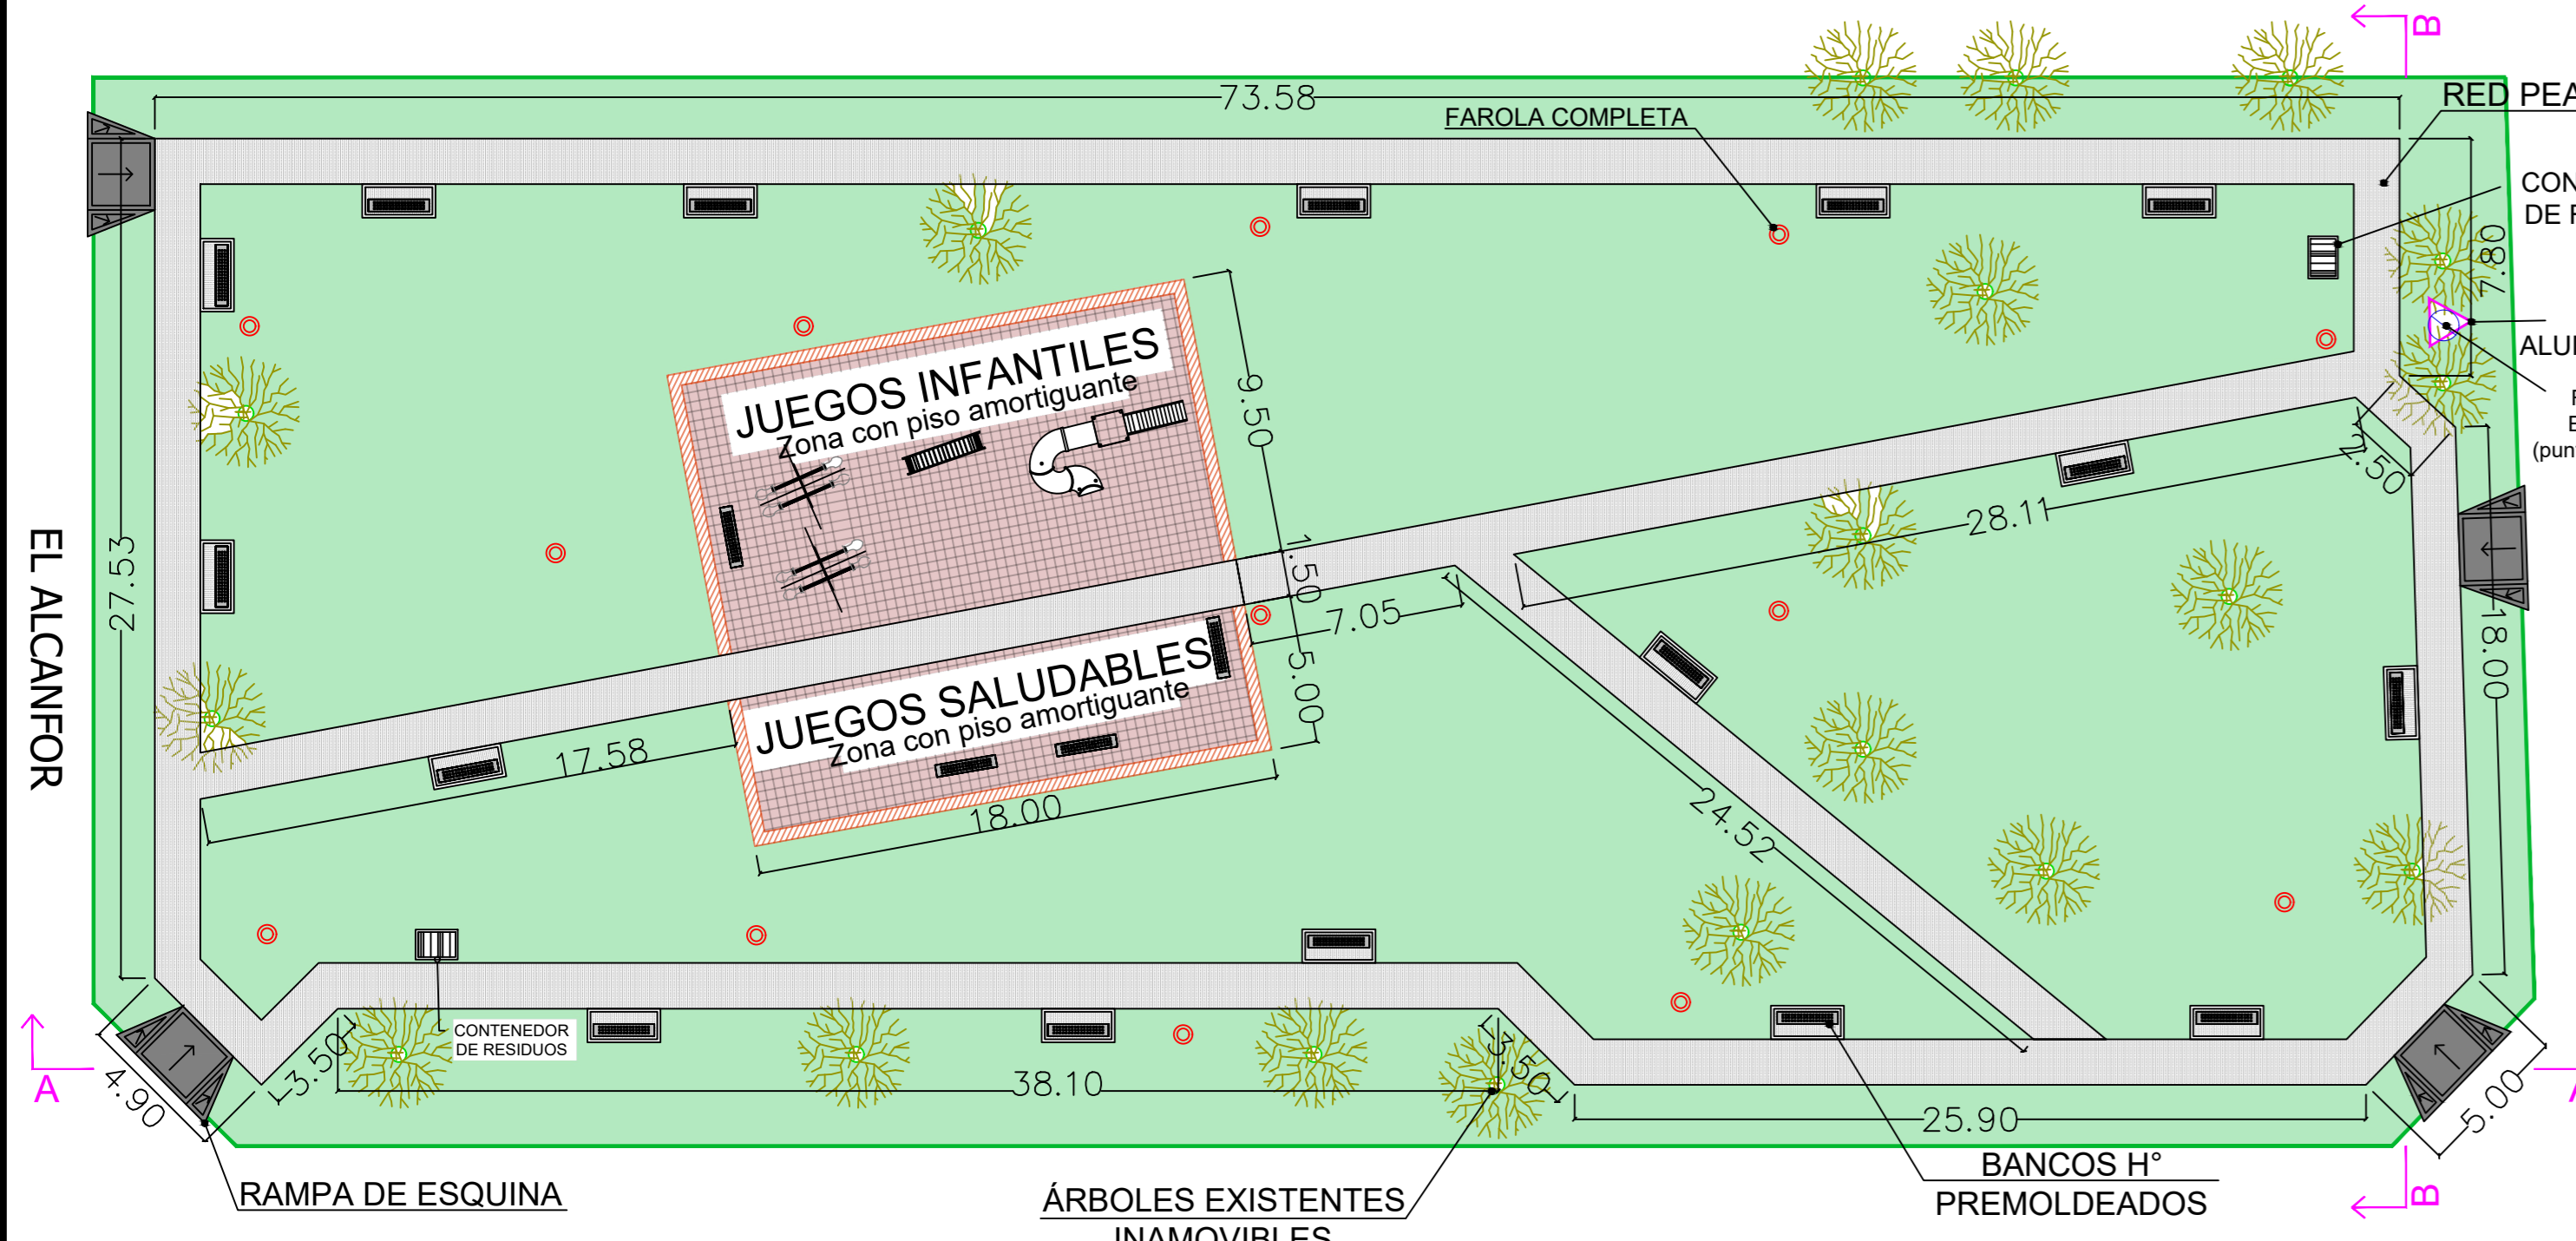 B
73.58
RED PEA
FAROLA COMPLETA
CON
DE F
7.80
ALU
(pun
JUEGOS INFANTILES
Zona con piso amortiguante
9.50
2.50
28.11
1.50
7.05
EL ALCANFOR
27.53
18.00
JUEGOS SALUDABLES
Zona con piso amortiguante
5.00
17.58
18.00
24.52
CONTENEDOR
DE RESIDUOS
3.50
38.10
3.50
25.90
4.90
5.00
A
A
RAMPA DE ESQUINA
ÁRBOLES EXISTENTES
INAMOVIBLES
BANCOS H°
PREMOLDEADOS
B